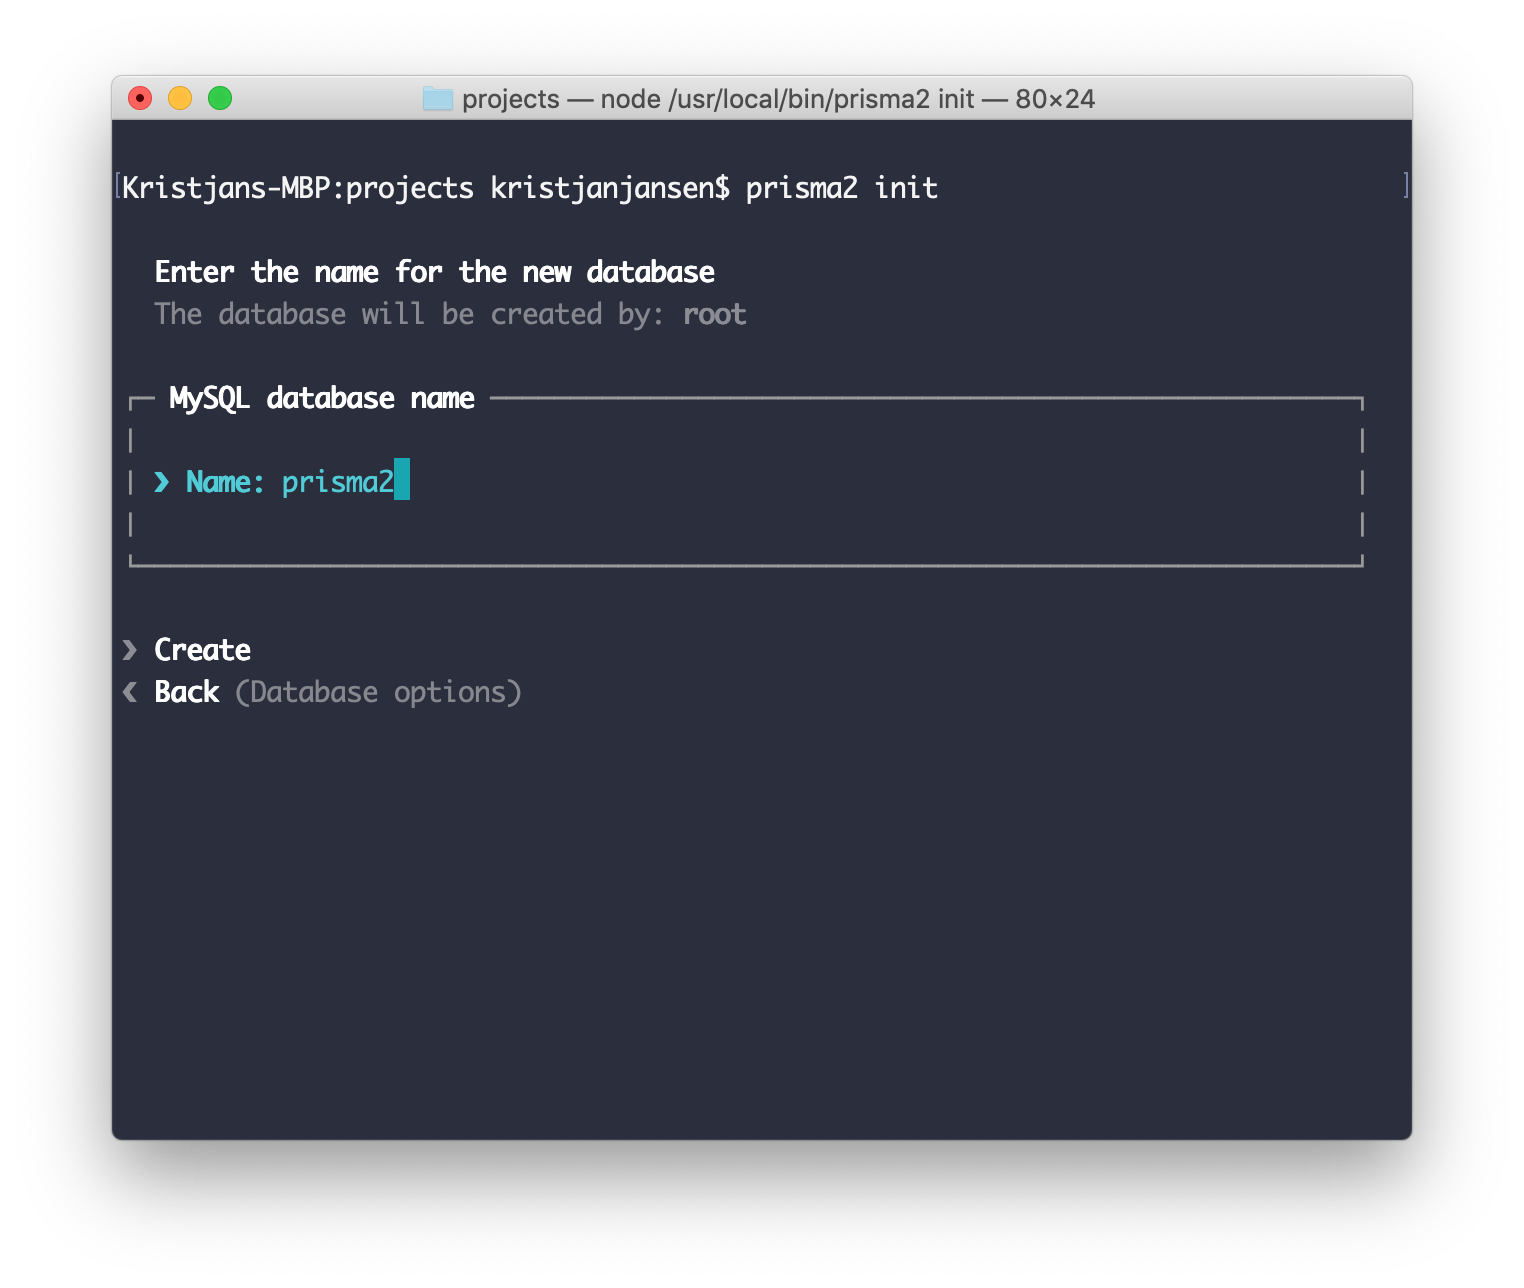 projects — node /usr/local/bin/prisma2 init — 80×24
[Kristjans-MBP:projects kristjanjansen$ prisma2 init ]
Enter the name for the new database
The database will be created by: root
MySQL database name
❯ Name: prisma2
❯ Create
❮ Back (Database options)